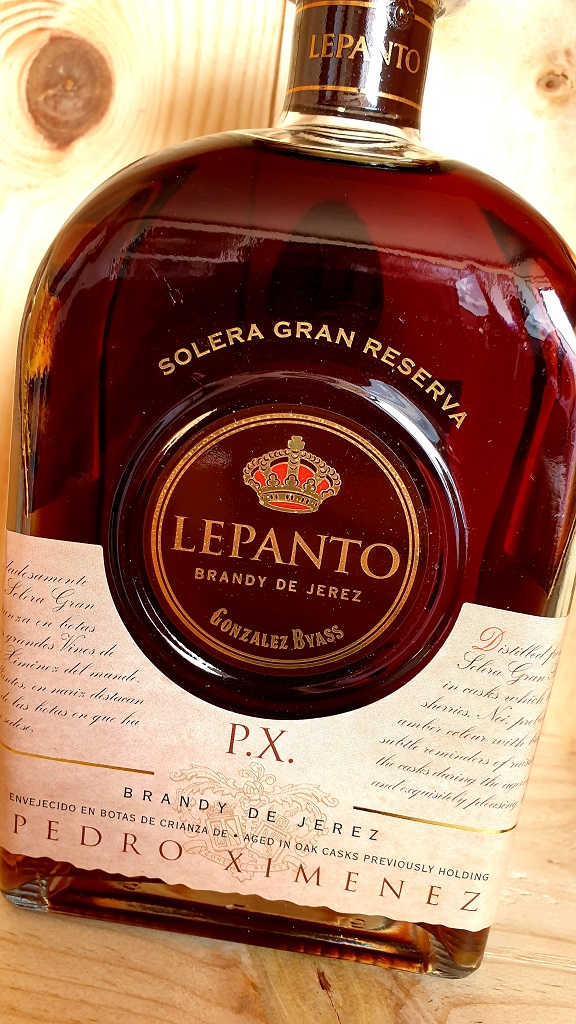 LEPANTO
SOLERA GRAN RESERVA
LEPANTO
BRANDY DE JEREZ
GONZALEZ BYASS
Solera Gran
en botas
grandes Vinos de
Ximénez del mundo.
en nariz destacan
las botas en que ha
Distilled
Solera Gran
in casks which
sherries. Noé,
amber colour with
subtle reminders of
the casks during the
and exquisitely pleasing
P.X.
BRANDY DE JEREZ
ENVEJECIDO EN BOTAS DE CRIANZA DE • AGED IN OAK CASKS PREVIOUSLY HOLDING
PEDRO XIMENEZ